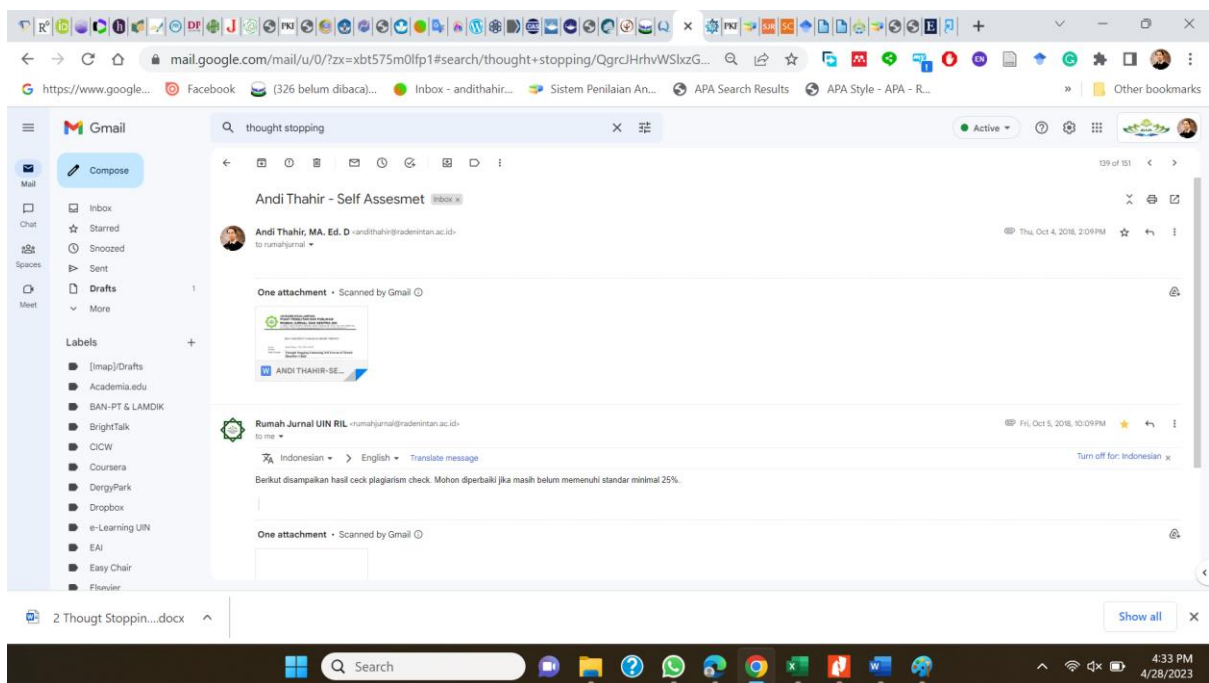 mail.google.com/mail/u/0/?zx=xbt575m0lfp1#search/thought+stopping/QgrcJHrhvWSlxzG...
https://www.google...
Facebook
(326 belum dibaca)...
Inbox - andithahir...
Sistem Penilaian An...
APA Search Results
APA Style - APA - R...
»
Other bookmarks
Gmail
thought stopping
Active
Mail
Compose
139 of 151
Chat
Inbox
Starred
Spaces
Snoozed
Sent
Meet
Drafts 1
More
Labels +
[Imap]/Drafts
Academia.edu
BAN-PT & LAMDIK
BrightTalk
CICW
Coursera
DergyPark
Dropbox
e-Learning UIN
EAI
Easy Chair
Elsevier
Andi Thahir - Self Assesmet Inbox x
Andi Thahir, MA. Ed. D <andithahir@radenintan.ac.id>
Thu, Oct 4, 2018, 2:09 PM
to rumahjurnal
One attachment • Scanned by Gmail
W ANDI THAHIR-SE...
Rumah Jurnal UIN RIL <rumahjurnal@radenintan.ac.id>
Fri, Oct 5, 2018, 10:09 PM
to me
Indonesian > English Translate message
Turn off for: Indonesian x
Berikut disampaikan hasil ceck plagiarism check. Mohon diperbaiki jika masih belum memenuhi standar minimal 25%.
One attachment • Scanned by Gmail
2 Thougt Stoppin....docx
Show all
Search
4:33 PM
4/28/2023